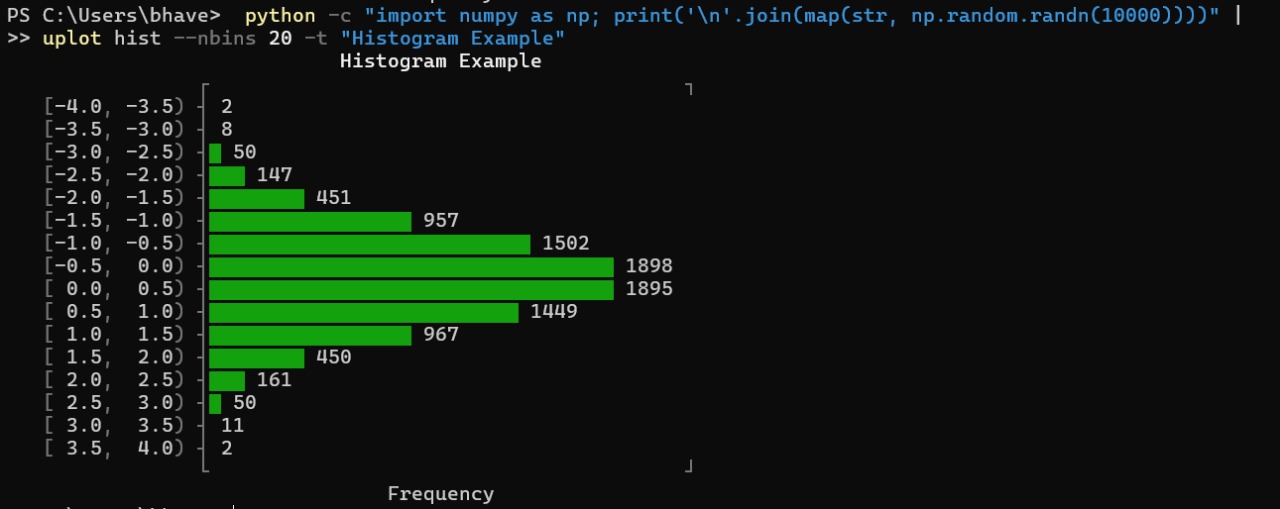 PS C:\Users\bhave>  python -c "import numpy as np; print('\n'.join(map(str, np.random.randn(10000))))" |
>> uplot hist --nbins 20 -t "Histogram Example"
Histogram Example
[-4.0, -3.5) 2
[-3.5, -3.0) 8
[-3.0, -2.5) 50
[-2.5, -2.0) 147
[-2.0, -1.5) 451
[-1.5, -1.0) 957
[-1.0, -0.5) 1502
[-0.5,  0.0) 1898
[ 0.0,  0.5) 1895
[ 0.5,  1.0) 1449
[ 1.0,  1.5) 967
[ 1.5,  2.0) 450
[ 2.0,  2.5) 161
[ 2.5,  3.0) 50
[ 3.0,  3.5) 11
[ 3.5,  4.0) 2
Frequency